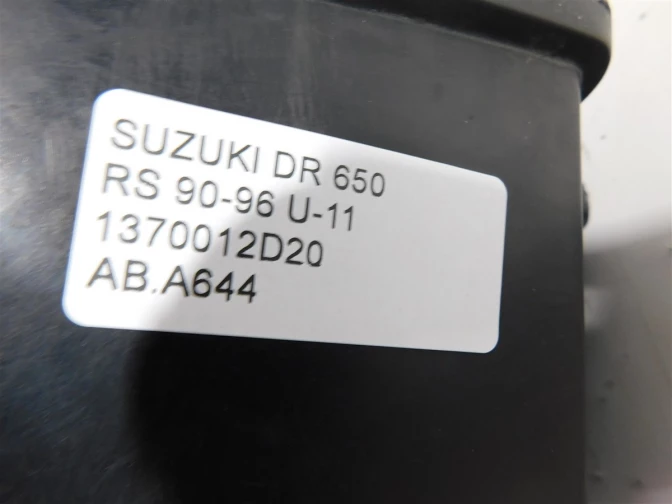 SUZUKI DR 650
RS 90-96 U-11
1370012D20
AB.A644